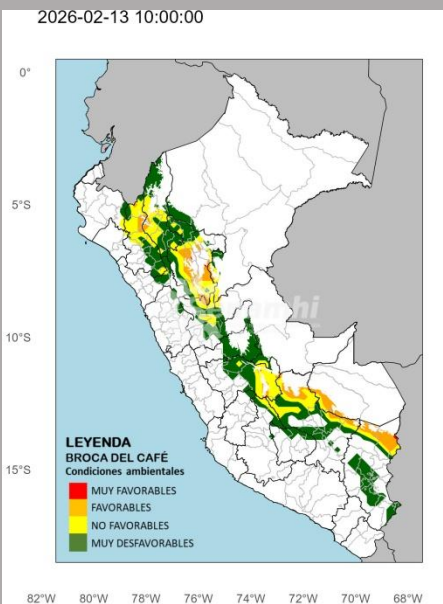 2026-02-13 10:00:00
0°
5°S
10°S
15°S
LEYENDA
BROCA DEL CAFÉ
Condiciones ambientales
MUY FAVORABLES
FAVORABLES
NO FAVORABLES
MUY DESFAVORABLES
82°W 80°W 78°W 76°W 74°W 72°W 70°W 68°W